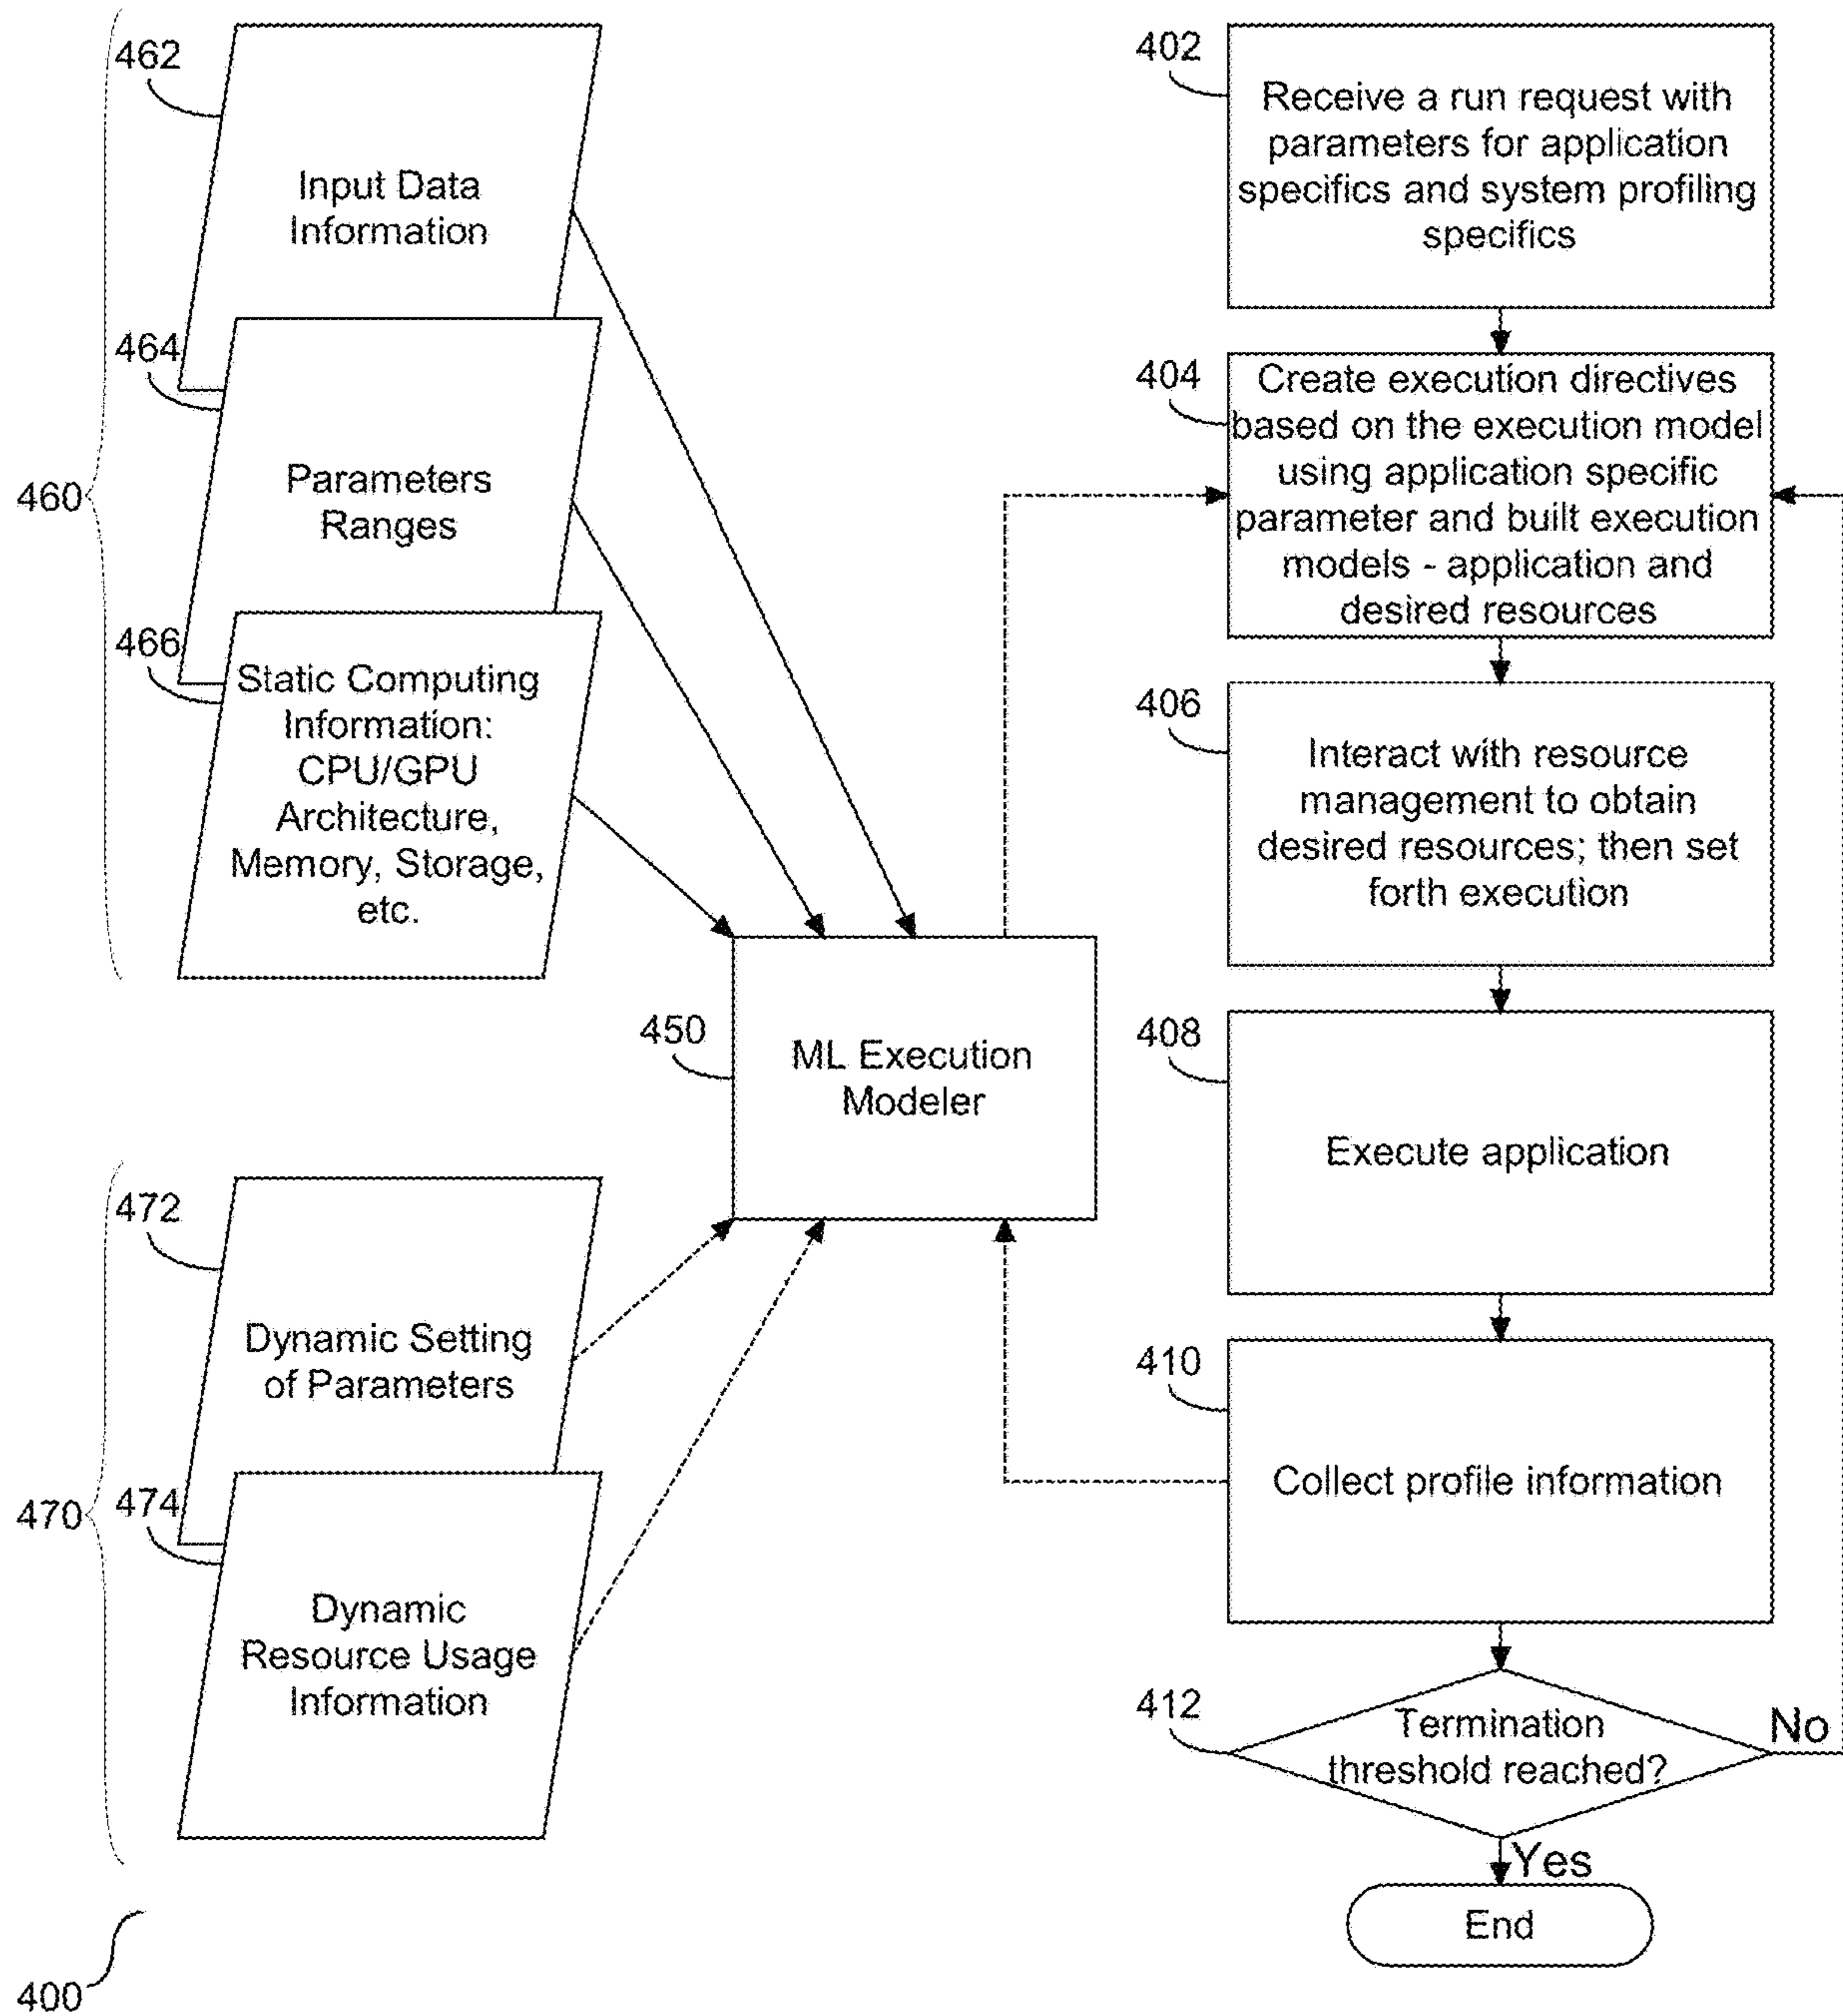 462
Input Data
Information
464
Parameters
Ranges
460
466
Static Computing
Information:
CPU/GPU
Architecture,
Memory, Storage,
etc.
450
ML Execution
Modeler
472
Dynamic Setting
of Parameters
470
474
Dynamic
Resource Usage
Information
400
402
Receive a run request with
parameters for application
specifics and system profiling
specifics
404
Create execution directives
based on the execution model
using application specific
parameter and built execution
models - application and
desired resources
406
Interact with resource
management to obtain
desired resources; then set
forth execution
408
Execute application
410
Collect profile information
412
Termination
threshold reached?
No
Yes
End